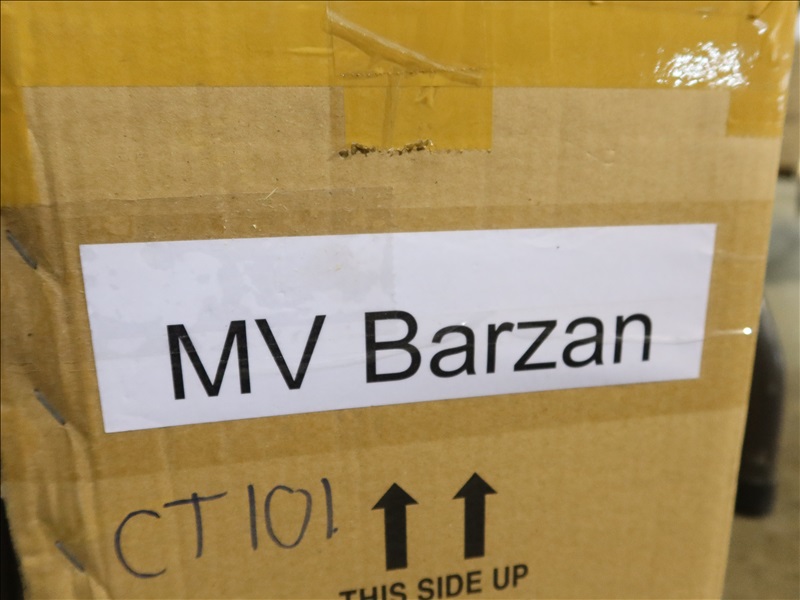 MV Barzan
CT101
THIS SIDE UP